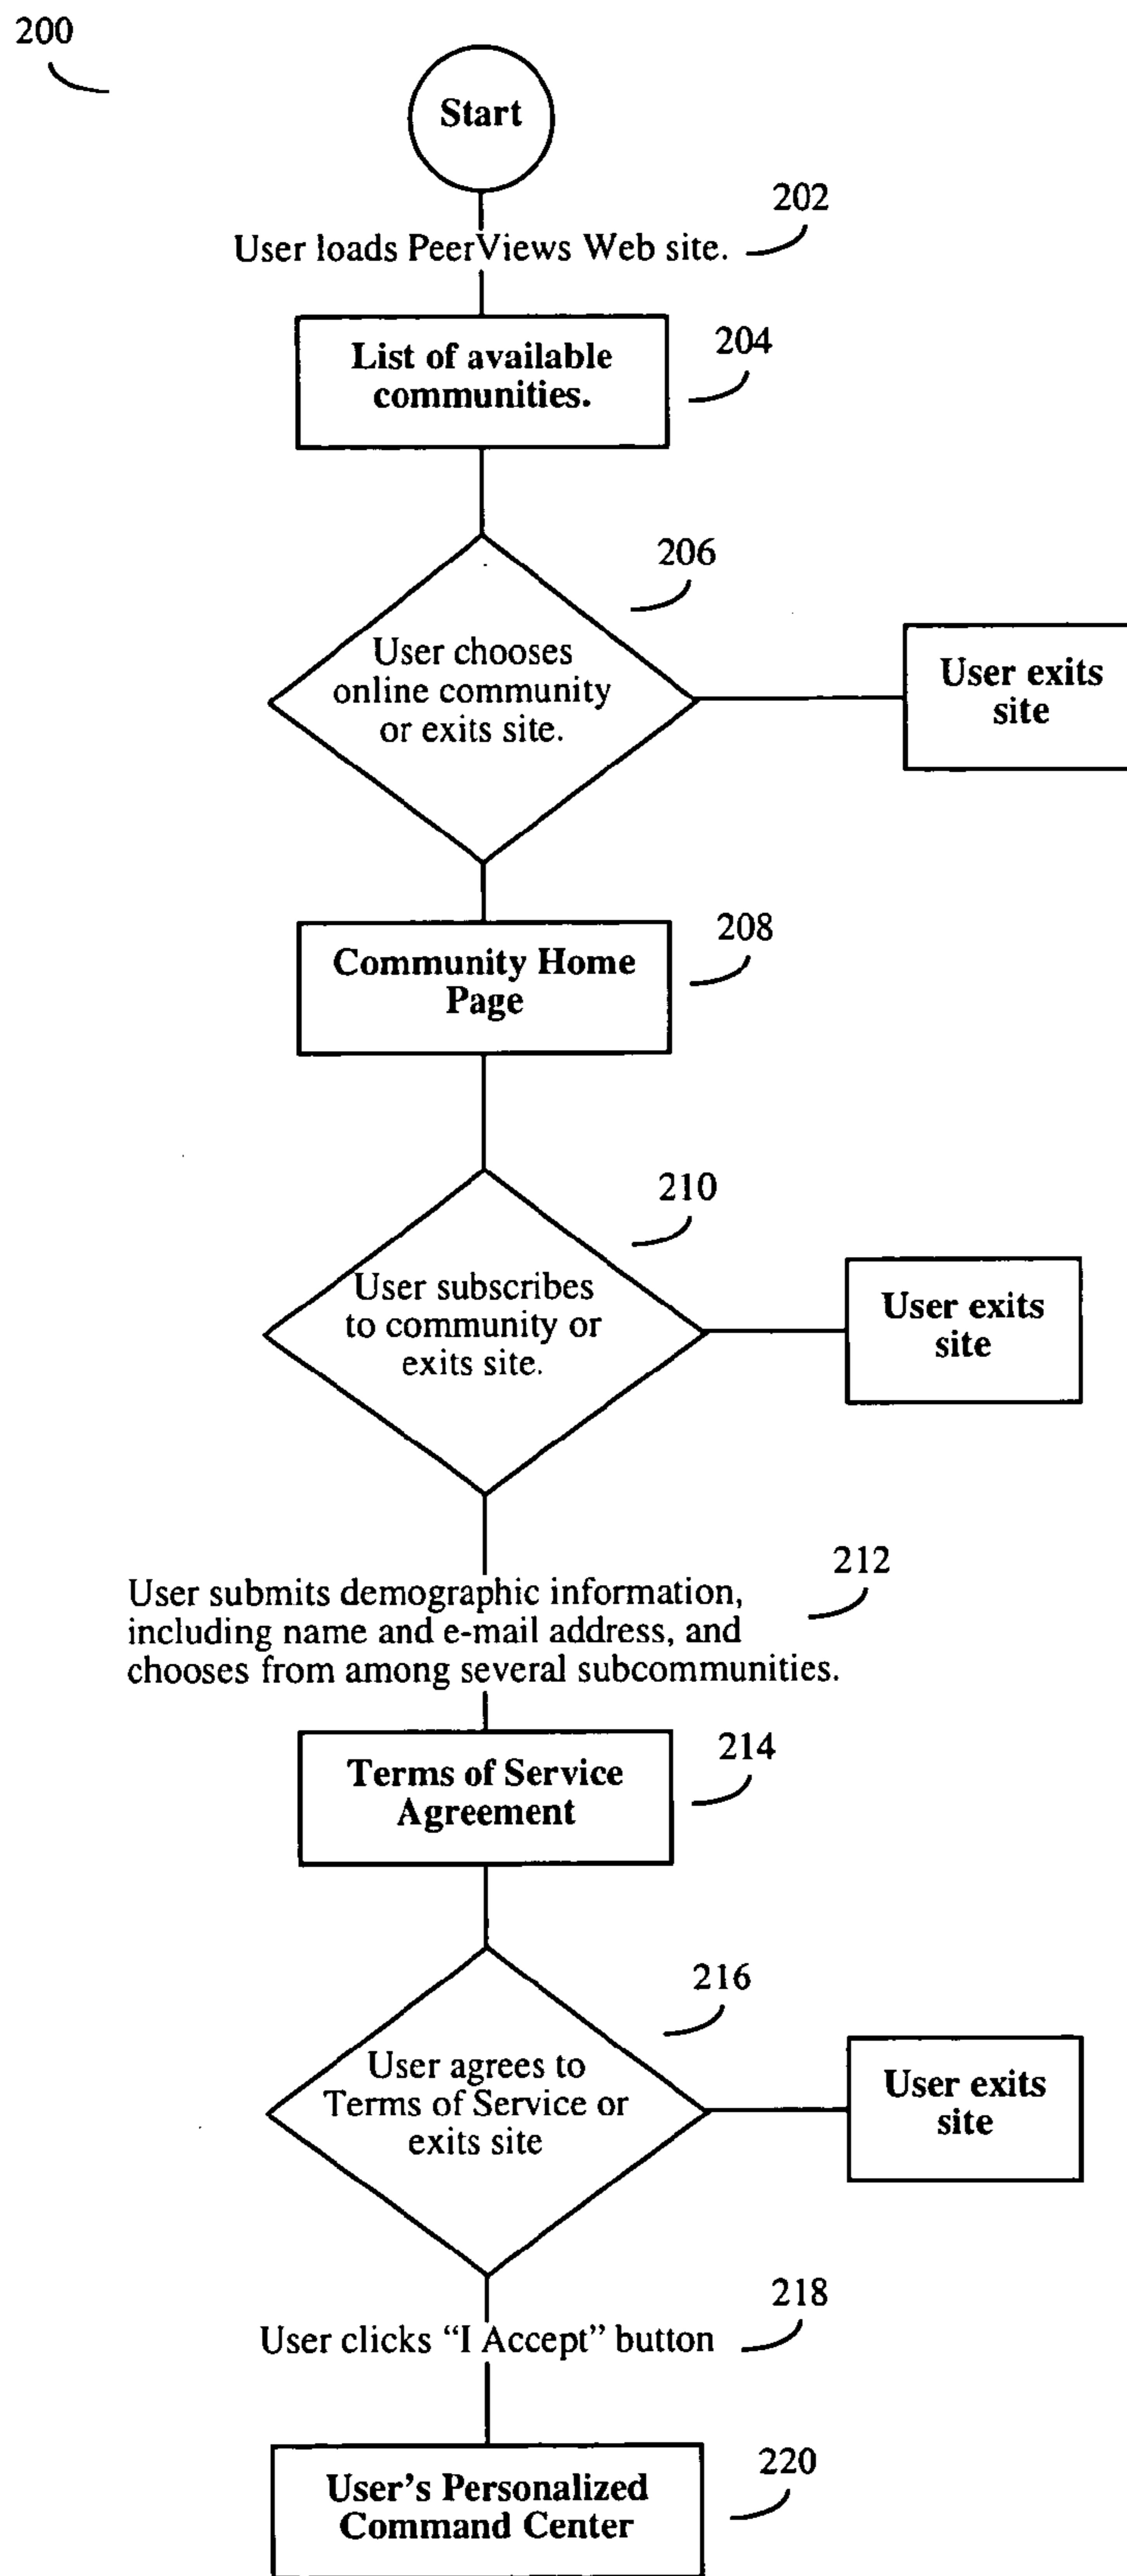 200
Start
202
User loads PeerViews Web site.
204
List of available
communities.
206
User chooses
online community
or exits site.
User exits
site
208
Community Home
Page
210
User subscribes
to community or
exits site.
User exits
site
212
User submits demographic information,
including name and e-mail address, and
chooses from among several subcommunities.
214
Terms of Service
Agreement
216
User agrees to
Terms of Service or
exits site
User exits
site
218
User clicks “I Accept” button
220
User’s Personalized
Command Center